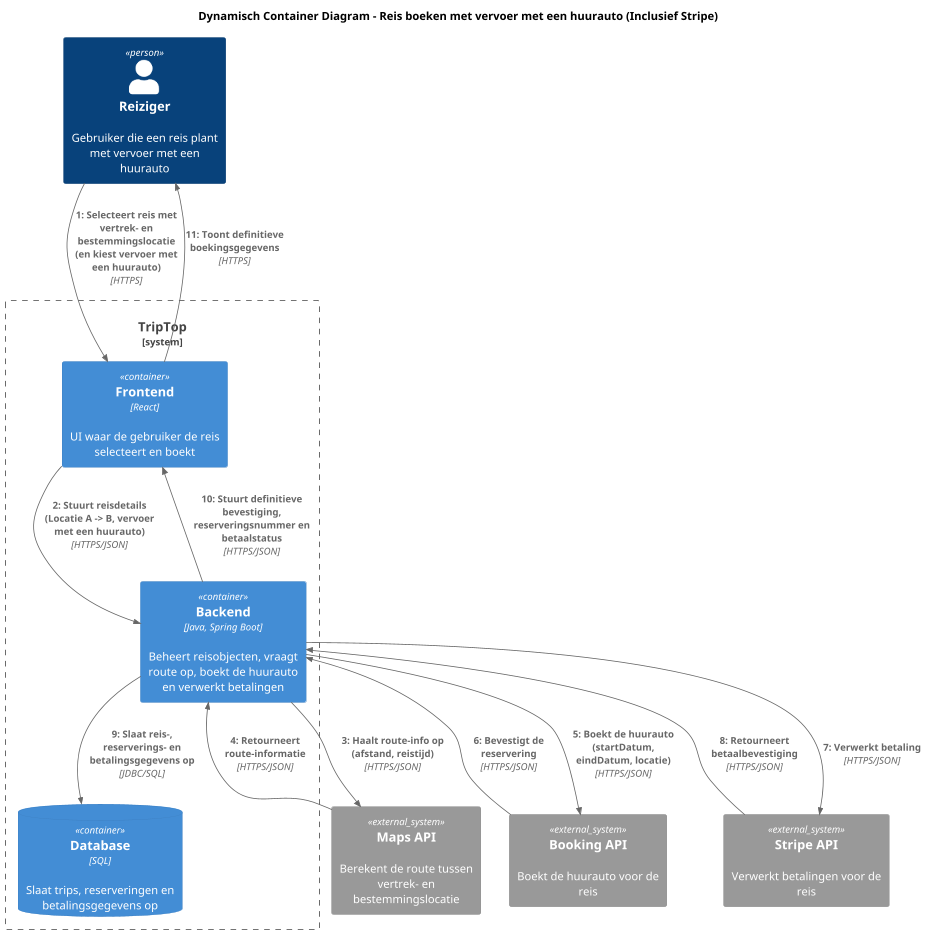 Dynamisch Container Diagram - Reis boeken met vervoer met een huurauto (Inclusief Stripe)
«person»
Reiziger
Gebruiker die een reis plant
met vervoer met een
huurauto
1: Selecteert reis met
vertrek- en
bestemmingslocatie
(en kiest vervoer met
een huurauto)
[HTTPS]
11: Toont definitieve
boekingsgegevens
[HTTPS]
TripTop
[system]
«container»
Frontend
[React]
UI waar de gebruiker de reis
selecteert en boekt
2: Stuurt reisdetails
(Locatie A -> B, vervoer
met een huurauto)
[HTTPS/JSON]
10: Stuurt definitieve
bevestiging,
reserveringsnummer en
betaalstatus
[HTTPS/JSON]
«container»
Backend
[Java, Spring Boot]
Beheert reisobjecten, vraagt
route op, boekt de huurauto
en verwerkt betalingen
9: Slaat reis-,
reserverings- en
betalingsgegevens op
[JDBC/SQL]
4: Retourneert
route-informatie
[HTTPS/JSON]
3: Haalt route-info op
(afstand, reistijd)
[HTTPS/JSON]
6: Bevestigt de
reservering
[HTTPS/JSON]
5: Boekt de huurauto
(startDatum,
eindDatum, locatie)
[HTTPS/JSON]
8: Retourneert
betaalbevestiging
[HTTPS/JSON]
7: Verwerkt betaling
[HTTPS/JSON]
«container»
Database
[SQL]
Slaat trips, reserveringen en
betalingsgegevens op
«external_system»
Maps API
Berekent de route tussen
vertrek- en
bestemmingslocatie
«external_system»
Booking API
Boekt de huurauto voor de
reis
«external_system»
Stripe API
Verwerkt betalingen voor de
reis